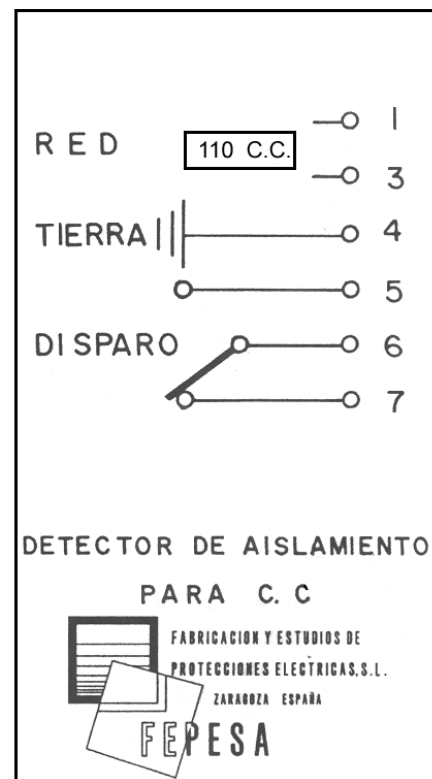 RED 110 C.C. 1
3
TIERRA 4
5
DISPARO 6
7
DETECTOR DE AISLAMIENTO
PARA C. C
FABRICACION Y ESTUDIOS DE
PROTECCIONES ELECTRICAS, S.L.
ZARAGOZA ESPAÑA
FEPESA